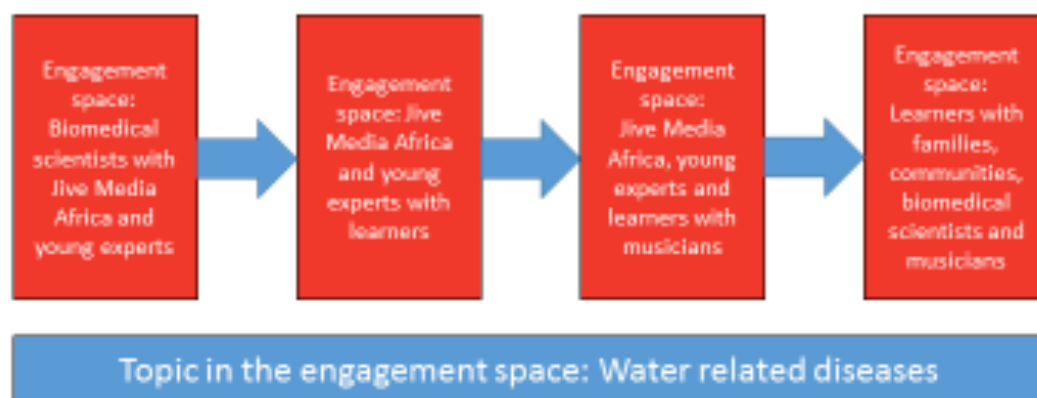 Engagement
space:
Biomedical
scientists with
Jive Media
Africa and
young experts
Engagement
space: Jive
Media Africa
and young
experts with
learners
Engagement
space:
Jive Media
Africa, young
experts and
learners with
musicians
Engagement
space:
Learners with
families,
communities,
biomedical
scientists and
musicians
Topic in the engagement space: Water related diseases